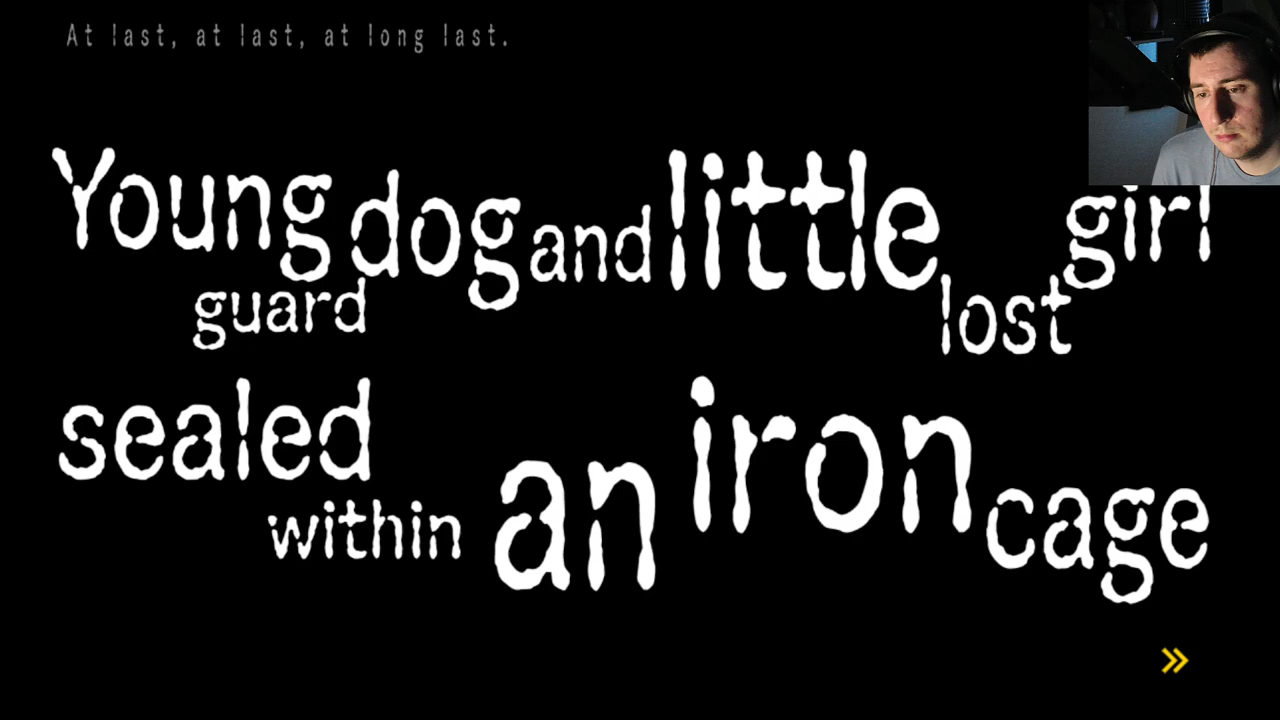 At last, at last, at long last.
Young dog and little girl
guard lost
sealed an iron cage
within